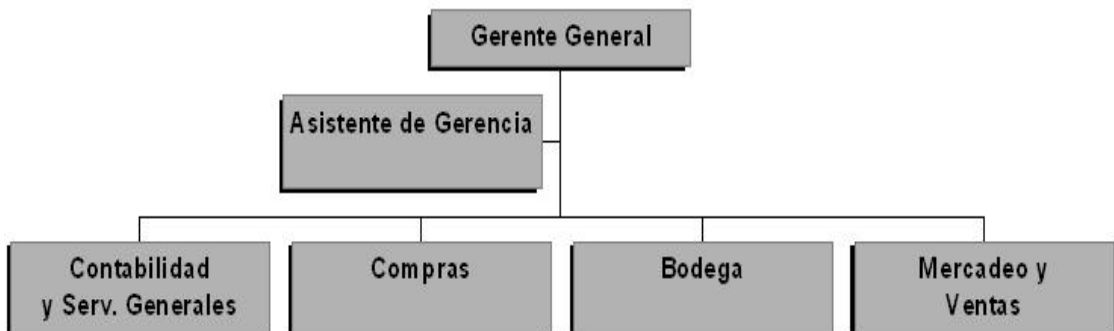 Gerente General
Asistente de Gerencia
Contabilidad
y Serv. Generales
Compras
Bodega
Mercadeo y
Ventas